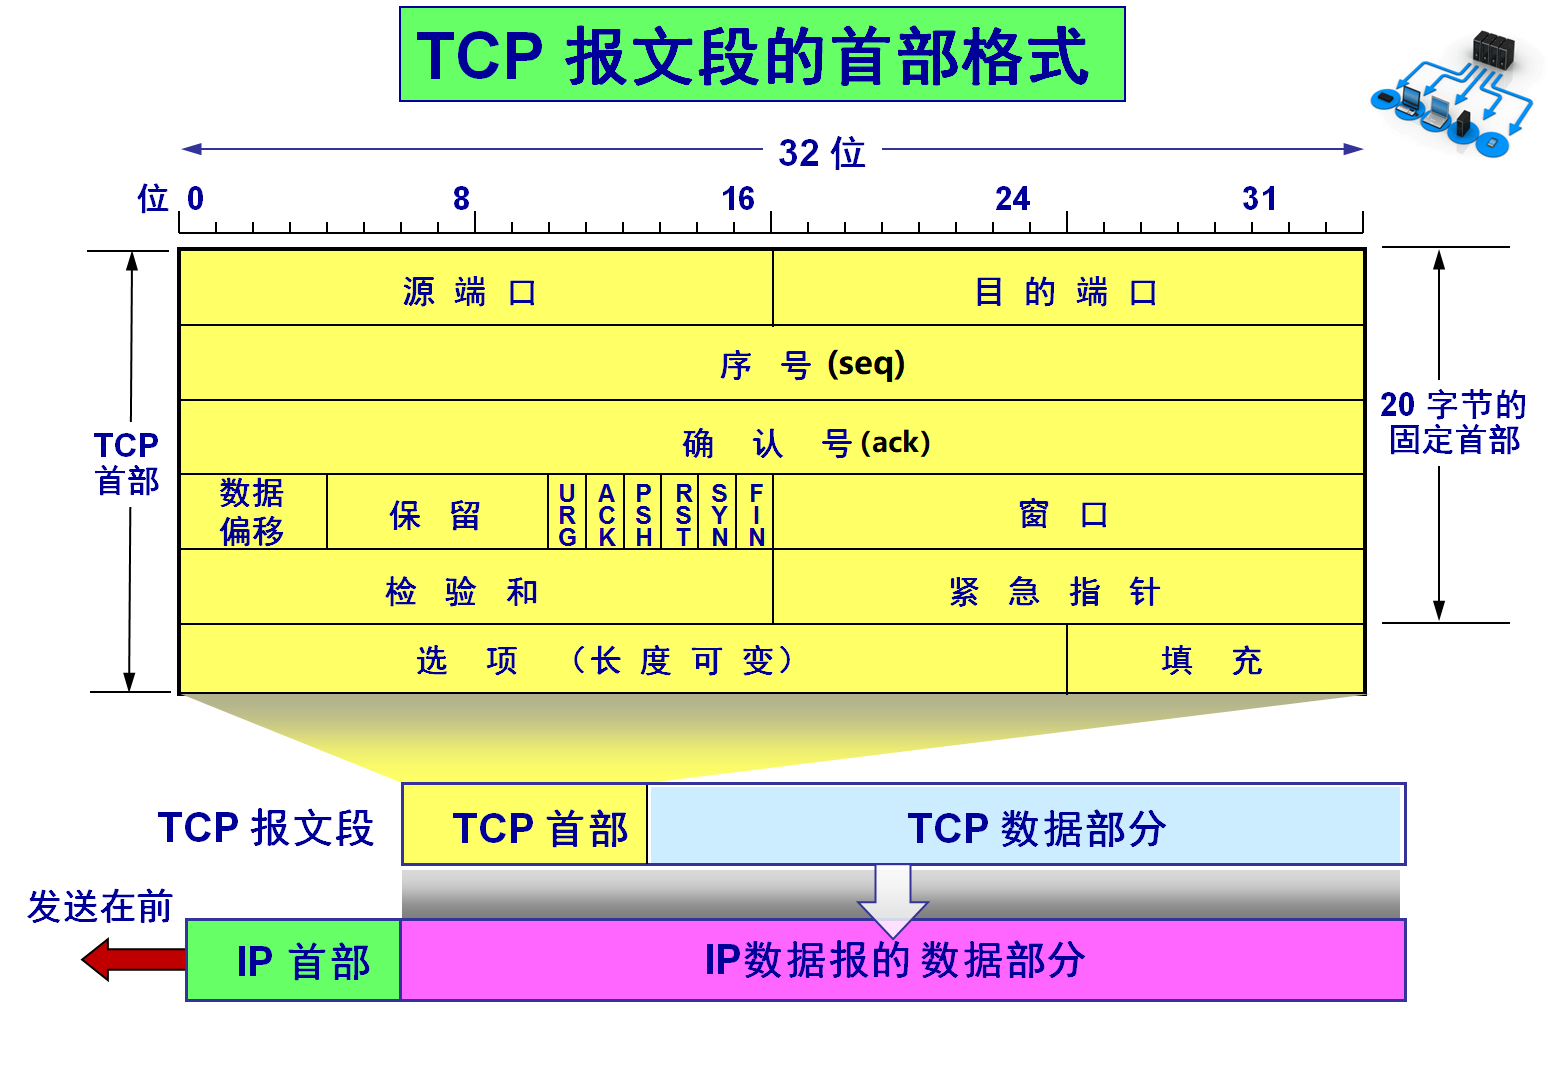 TCP 报文段的首部格式
32 位
位 0 8 16 24 31
源 端 口
目 的 端 口
序 号 (seq)
确 认 号 (ack)
TCP
首部
20 字节的
固定首部
数据
偏移
保 留
URG
ACK
PSH
RST
SYN
FIN
窗 口
检 验 和
紧 急 指 针
选 项 （长 度 可 变）
填 充
TCP 报文段
TCP 首部
TCP 数据部分
发送在前
IP 首部
IP数据报的 数据部分